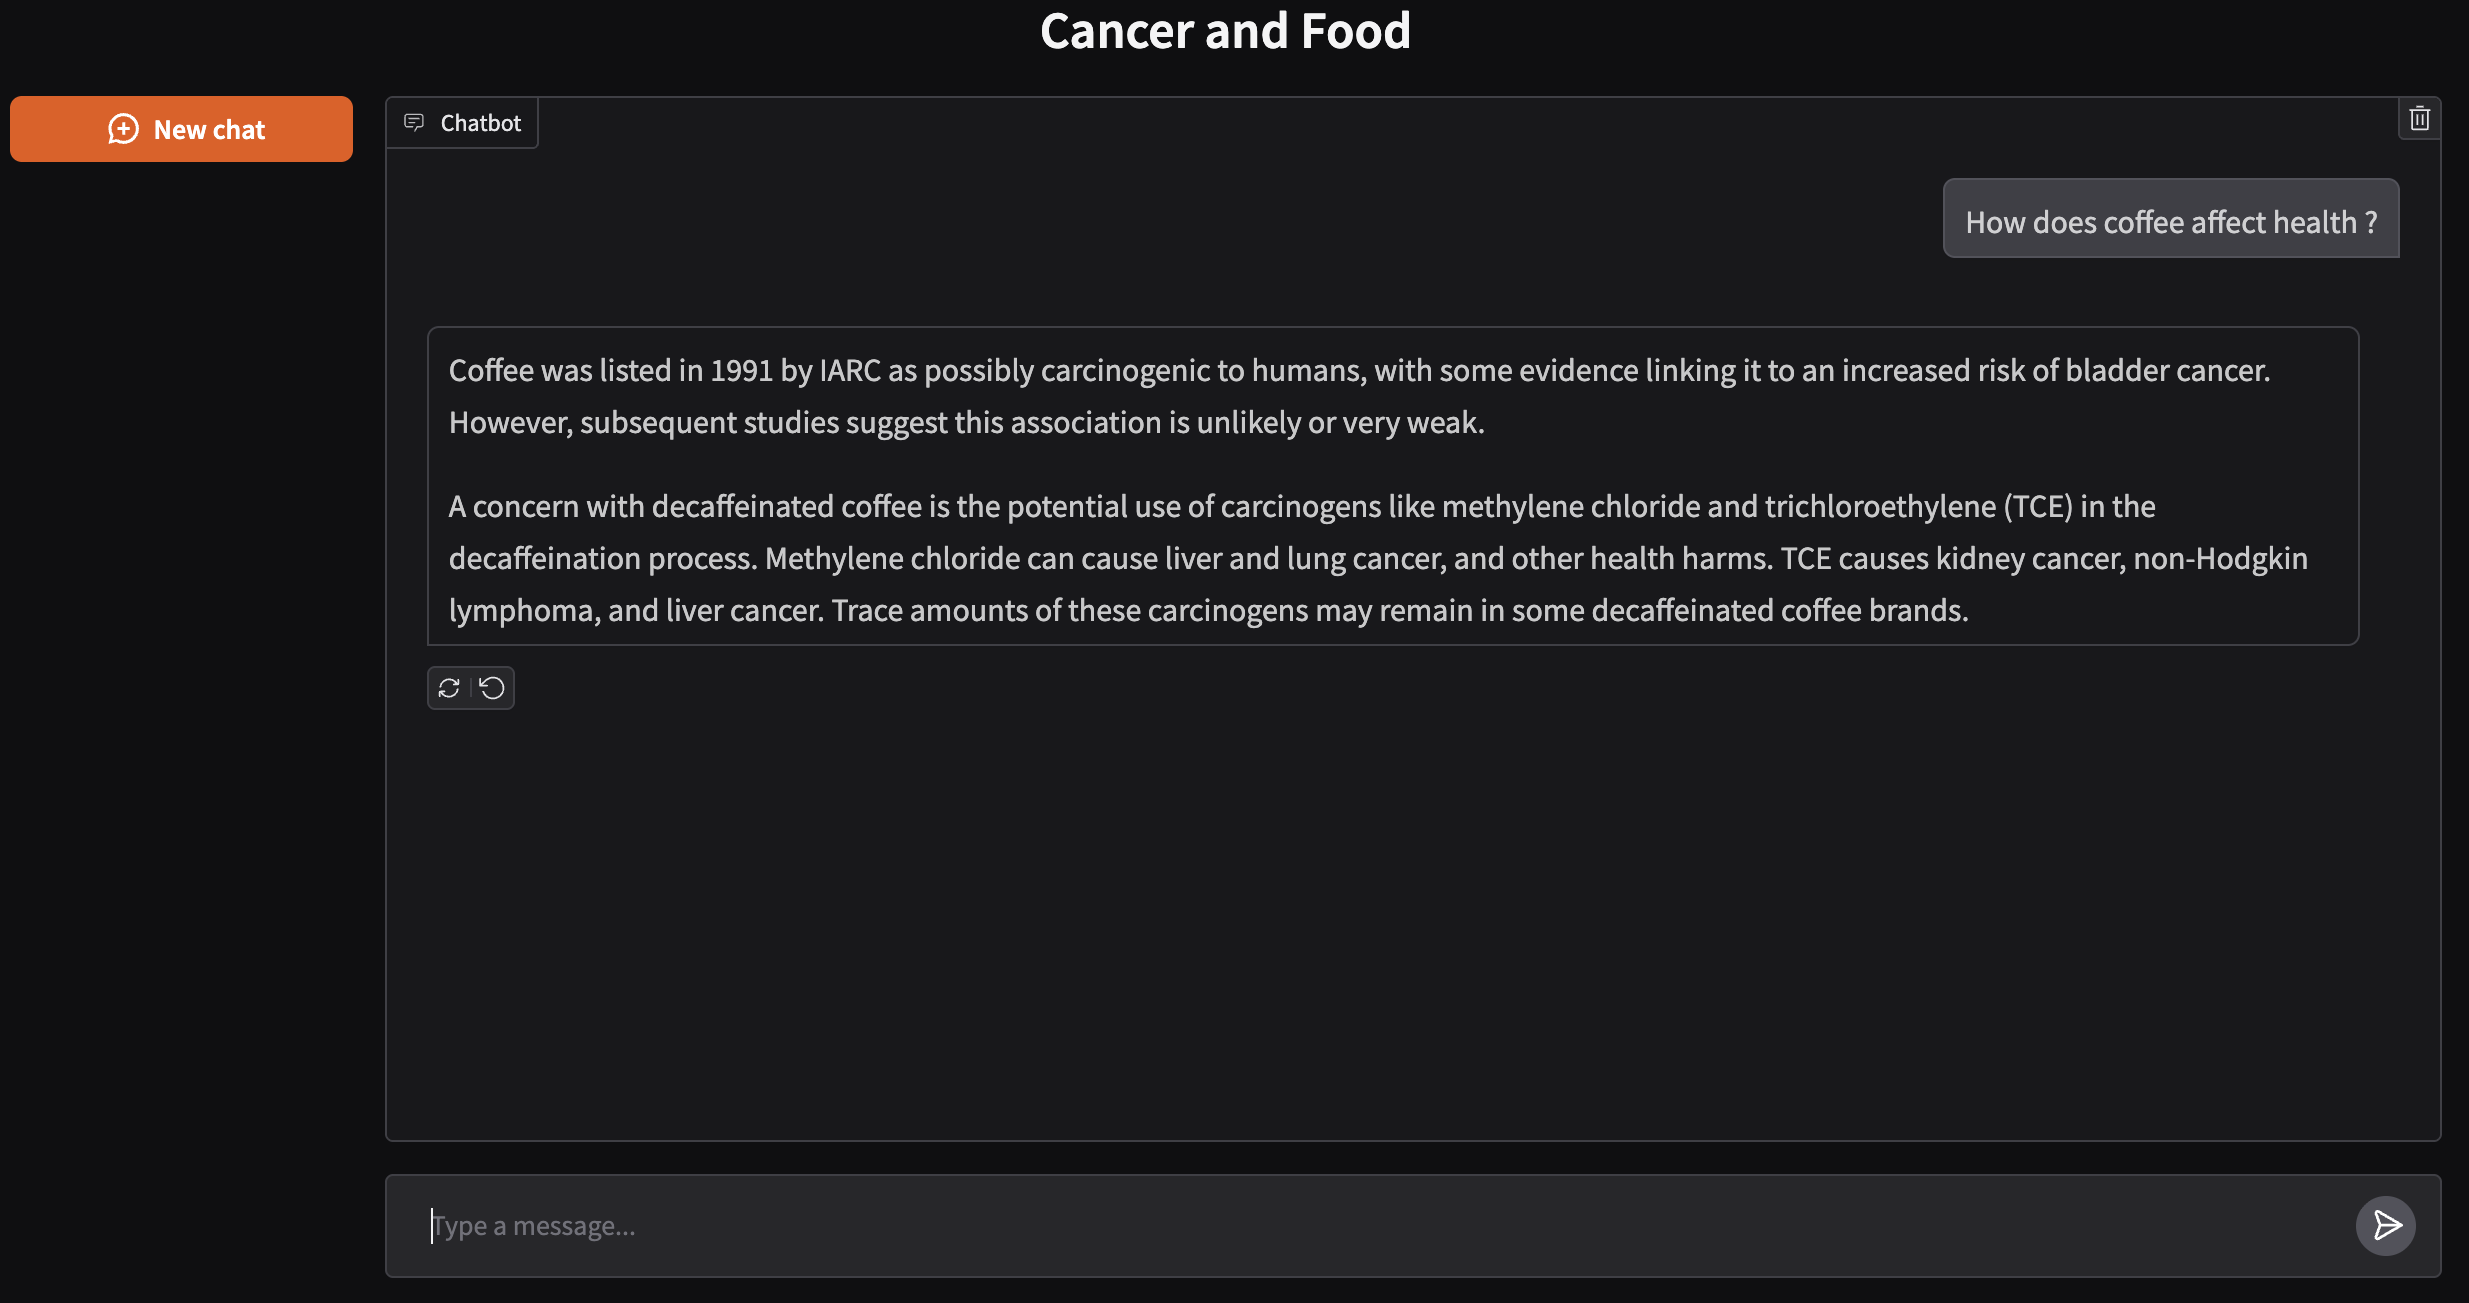 Cancer and Food
New chat
Chatbot
How does coffee affect health ?
Coffee was listed in 1991 by IARC as possibly carcinogenic to humans, with some evidence linking it to an increased risk of bladder cancer.
However, subsequent studies suggest this association is unlikely or very weak.
A concern with decaffeinated coffee is the potential use of carcinogens like methylene chloride and trichloroethylene (TCE) in the
decaffeination process. Methylene chloride can cause liver and lung cancer, and other health harms. TCE causes kidney cancer, non-Hodgkin
lymphoma, and liver cancer. Trace amounts of these carcinogens may remain in some decaffeinated coffee brands.
Type a message...